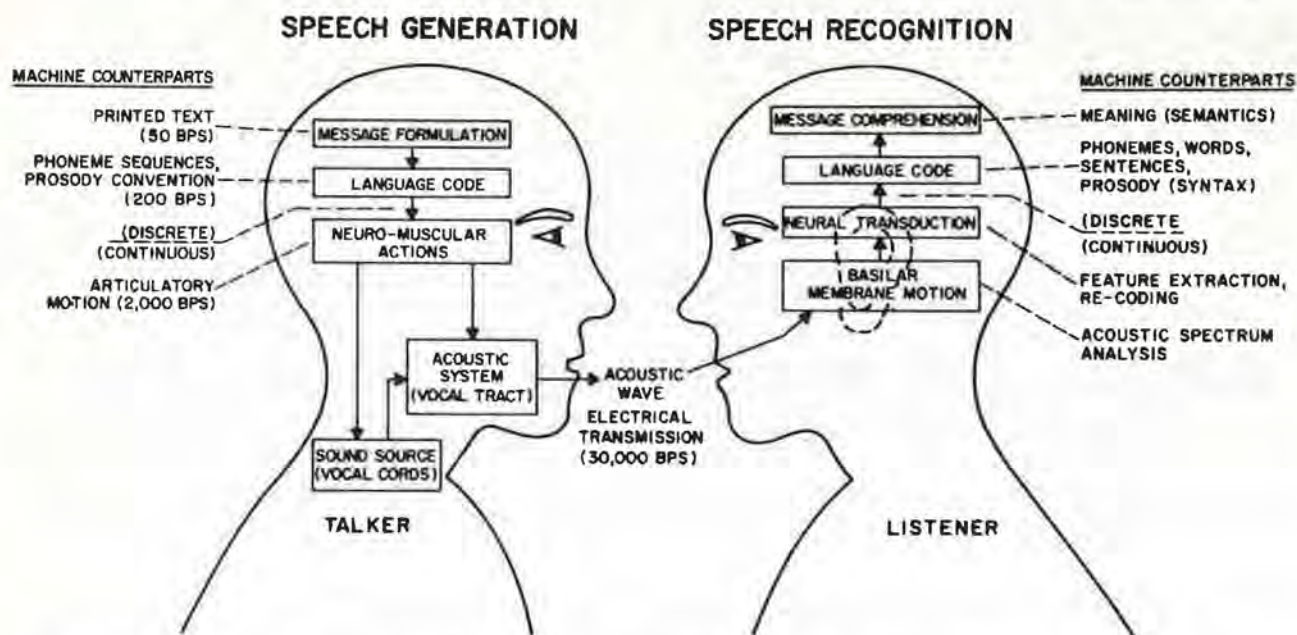 SPEECH GENERATION
SPEECH RECOGNITION
MACHINE COUNTERPARTS
PRINTED TEXT
(50 BPS)
PHONEME SEQUENCES,
PROSODY CONVENTION
(200 BPS)
(DISCRETE)
(CONTINUOUS)
ARTICULATORY
MOTION (2,000 BPS)
MESSAGE FORMULATION
LANGUAGE CODE
NEURO-MUSCULAR
ACTIONS
ACOUSTIC
SYSTEM
(VOCAL TRACT)
SOUND SOURCE
(VOCAL CORDS)
TALKER
ACOUSTIC
WAVE
ELECTRICAL
TRANSMISSION
(30,000 BPS)
MESSAGE COMPREHENSION
LANGUAGE CODE
NEURAL TRANSDUCTION
BASILAR
MEMBRANE MOTION
LISTENER
MACHINE COUNTERPARTS
MEANING (SEMANTICS)
PHONEMES, WORDS,
SENTENCES,
PROSODY (SYNTAX)
(DISCRETE)
(CONTINUOUS)
FEATURE EXTRACTION,
RE-CODING
ACOUSTIC SPECTRUM
ANALYSIS